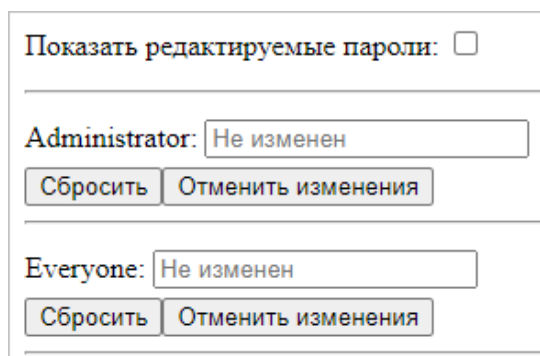 Показать редактируемые пароли:
Administrator: Не изменен
Сбросить Отменить изменения
Everyone: Не изменен
Сбросить Отменить изменения